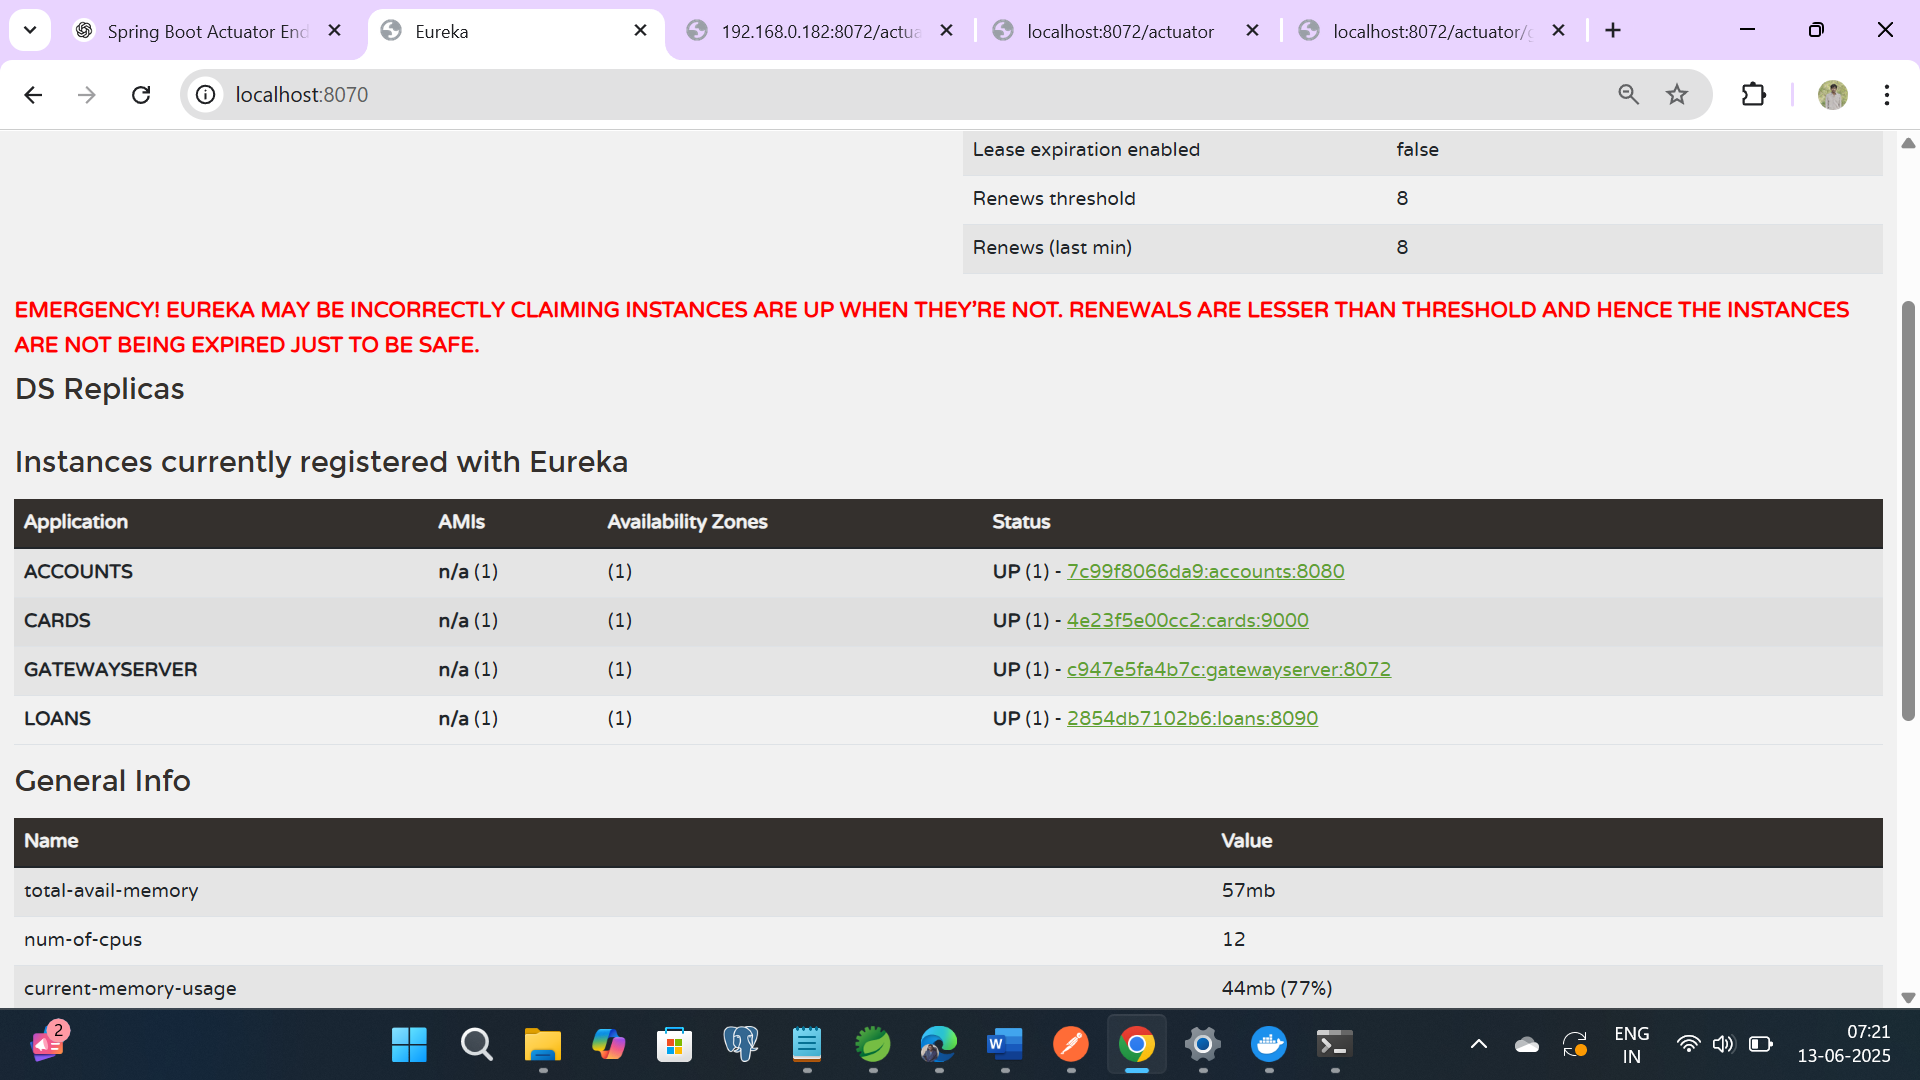 Spring Boot Actuator End
Eureka
192.168.0.182:8072/actua
localhost:8072/actuator
localhost:8072/actuator/g
localhost:8070
Lease expiration enabled false
Renews threshold 8
Renews (last min) 8
EMERGENCY! EUREKA MAY BE INCORRECTLY CLAIMING INSTANCES ARE UP WHEN THEY'RE NOT. RENEWALS ARE LESSER THAN THRESHOLD AND HENCE THE INSTANCES
ARE NOT BEING EXPIRED JUST TO BE SAFE.
DS Replicas
Instances currently registered with Eureka
Application AMIs Availability Zones Status
ACCOUNTS n/a (1) (1) UP (1) - 7c99f8066da9:accounts:8080
CARDS n/a (1) (1) UP (1) - 4e23f5e00cc2:cards:9000
GATEWAYSERVER n/a (1) (1) UP (1) - c947e5fa4b7c:gatewayserver:8072
LOANS n/a (1) (1) UP (1) - 2854db7102b6:loans:8090
General Info
Name Value
total-avail-memory 57mb
num-of-cpus 12
current-memory-usage 44mb (77%)
2
W
ENG
IN
07:21
13-06-2025